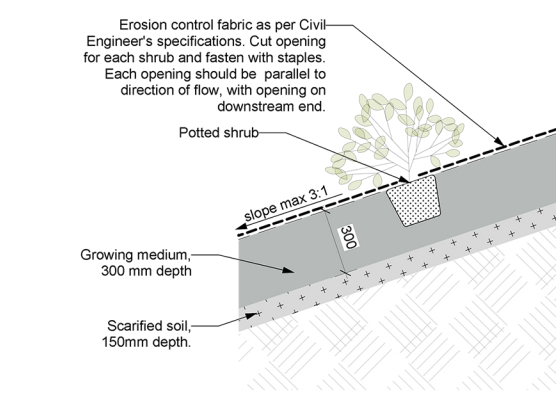 Erosion control fabric as per Civil
Engineer's specifications. Cut opening
for each shrub and fasten with staples.
Each opening should be parallel to
direction of flow, with opening on
downstream end.
Potted shrub
slope max 3:1
300
Growing medium,
300 mm depth
Scarified soil,
150mm depth.